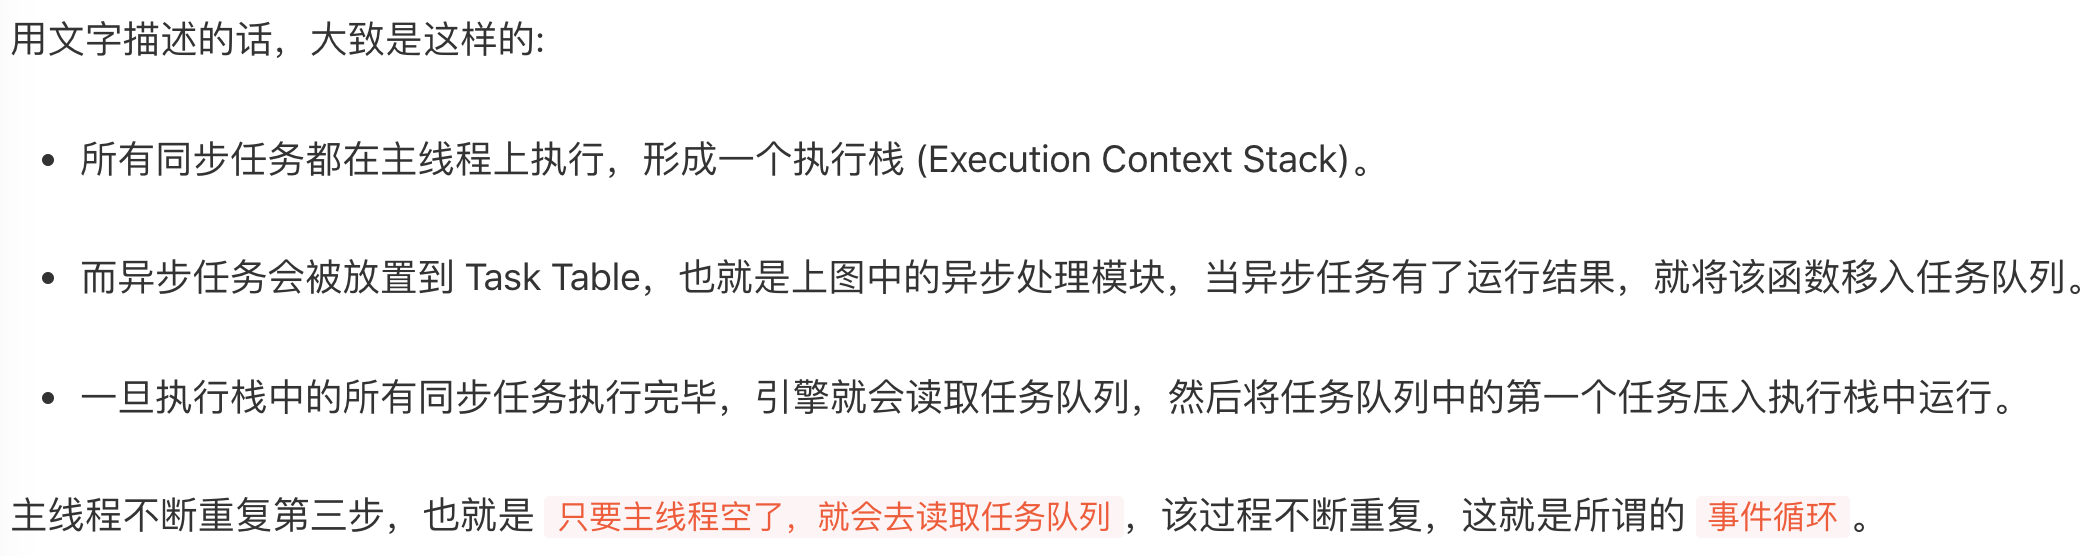 用文字描述的话，大致是这样的:
• 所有同步任务都在主线程上执行，形成一个执行栈 (Execution Context Stack)。
• 而异步任务会被放置到 Task Table，也就是上图中的异步处理模块，当异步任务有了运行结果，就将该函数移入任务队列。
• 一旦执行栈中的所有同步任务执行完毕，引擎就会读取任务队列，然后将任务队列中的第一个任务压入执行栈中运行。
主线程不断重复第三步，也就是 只要主线程空了，就会去读取任务队列，该过程不断重复，这就是所谓的 事件循环。